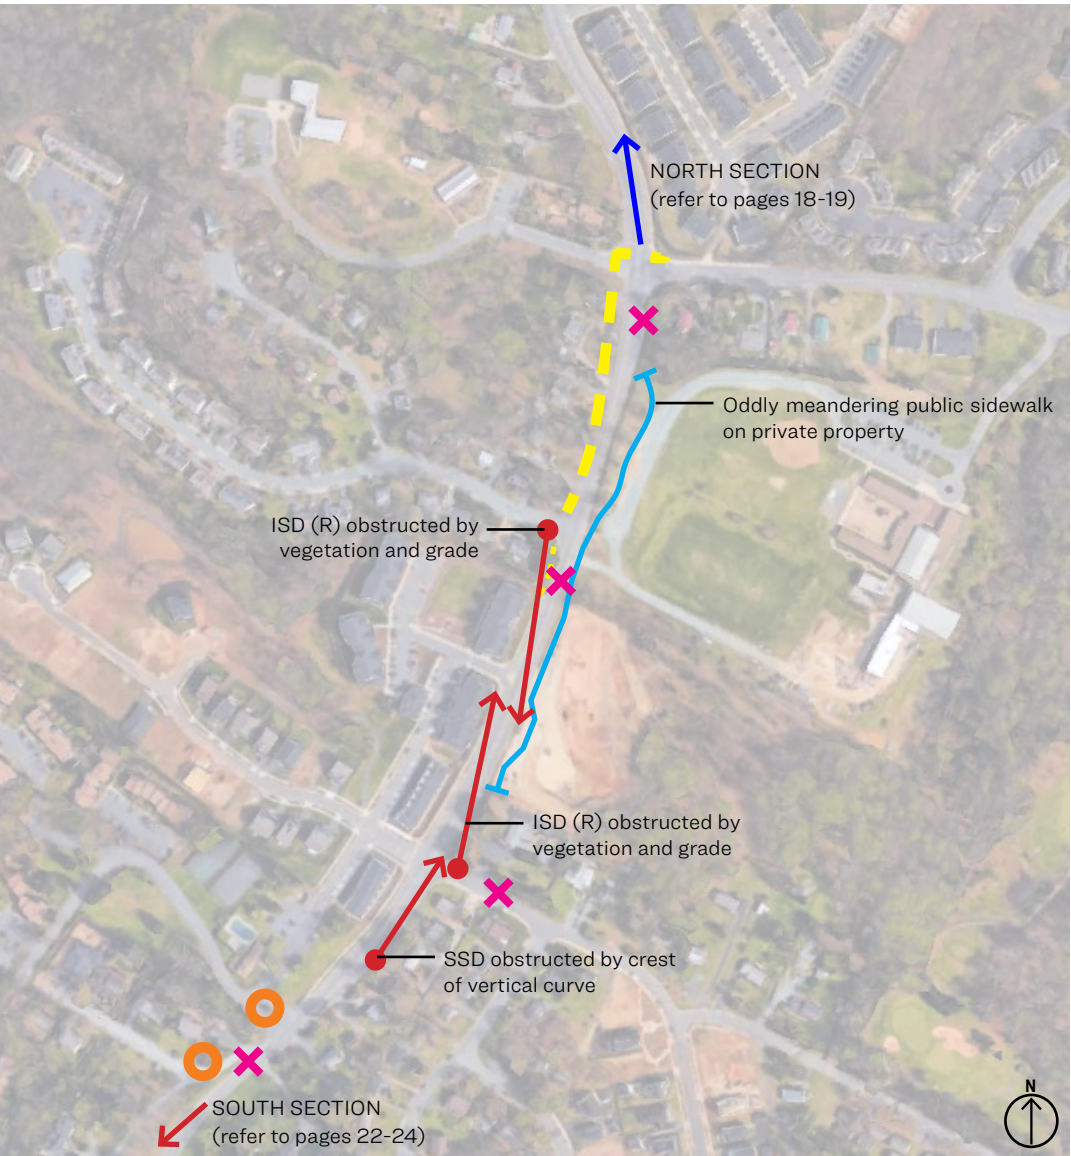 NORTH SECTION
(refer to pages 18-19)
Oddly meandering public sidewalk
on private property
ISD (R) obstructed by
vegetation and grade
ISD (R) obstructed by
vegetation and grade
SSD obstructed by crest
of vertical curve
SOUTH SECTION
(refer to pages 22-24)
N